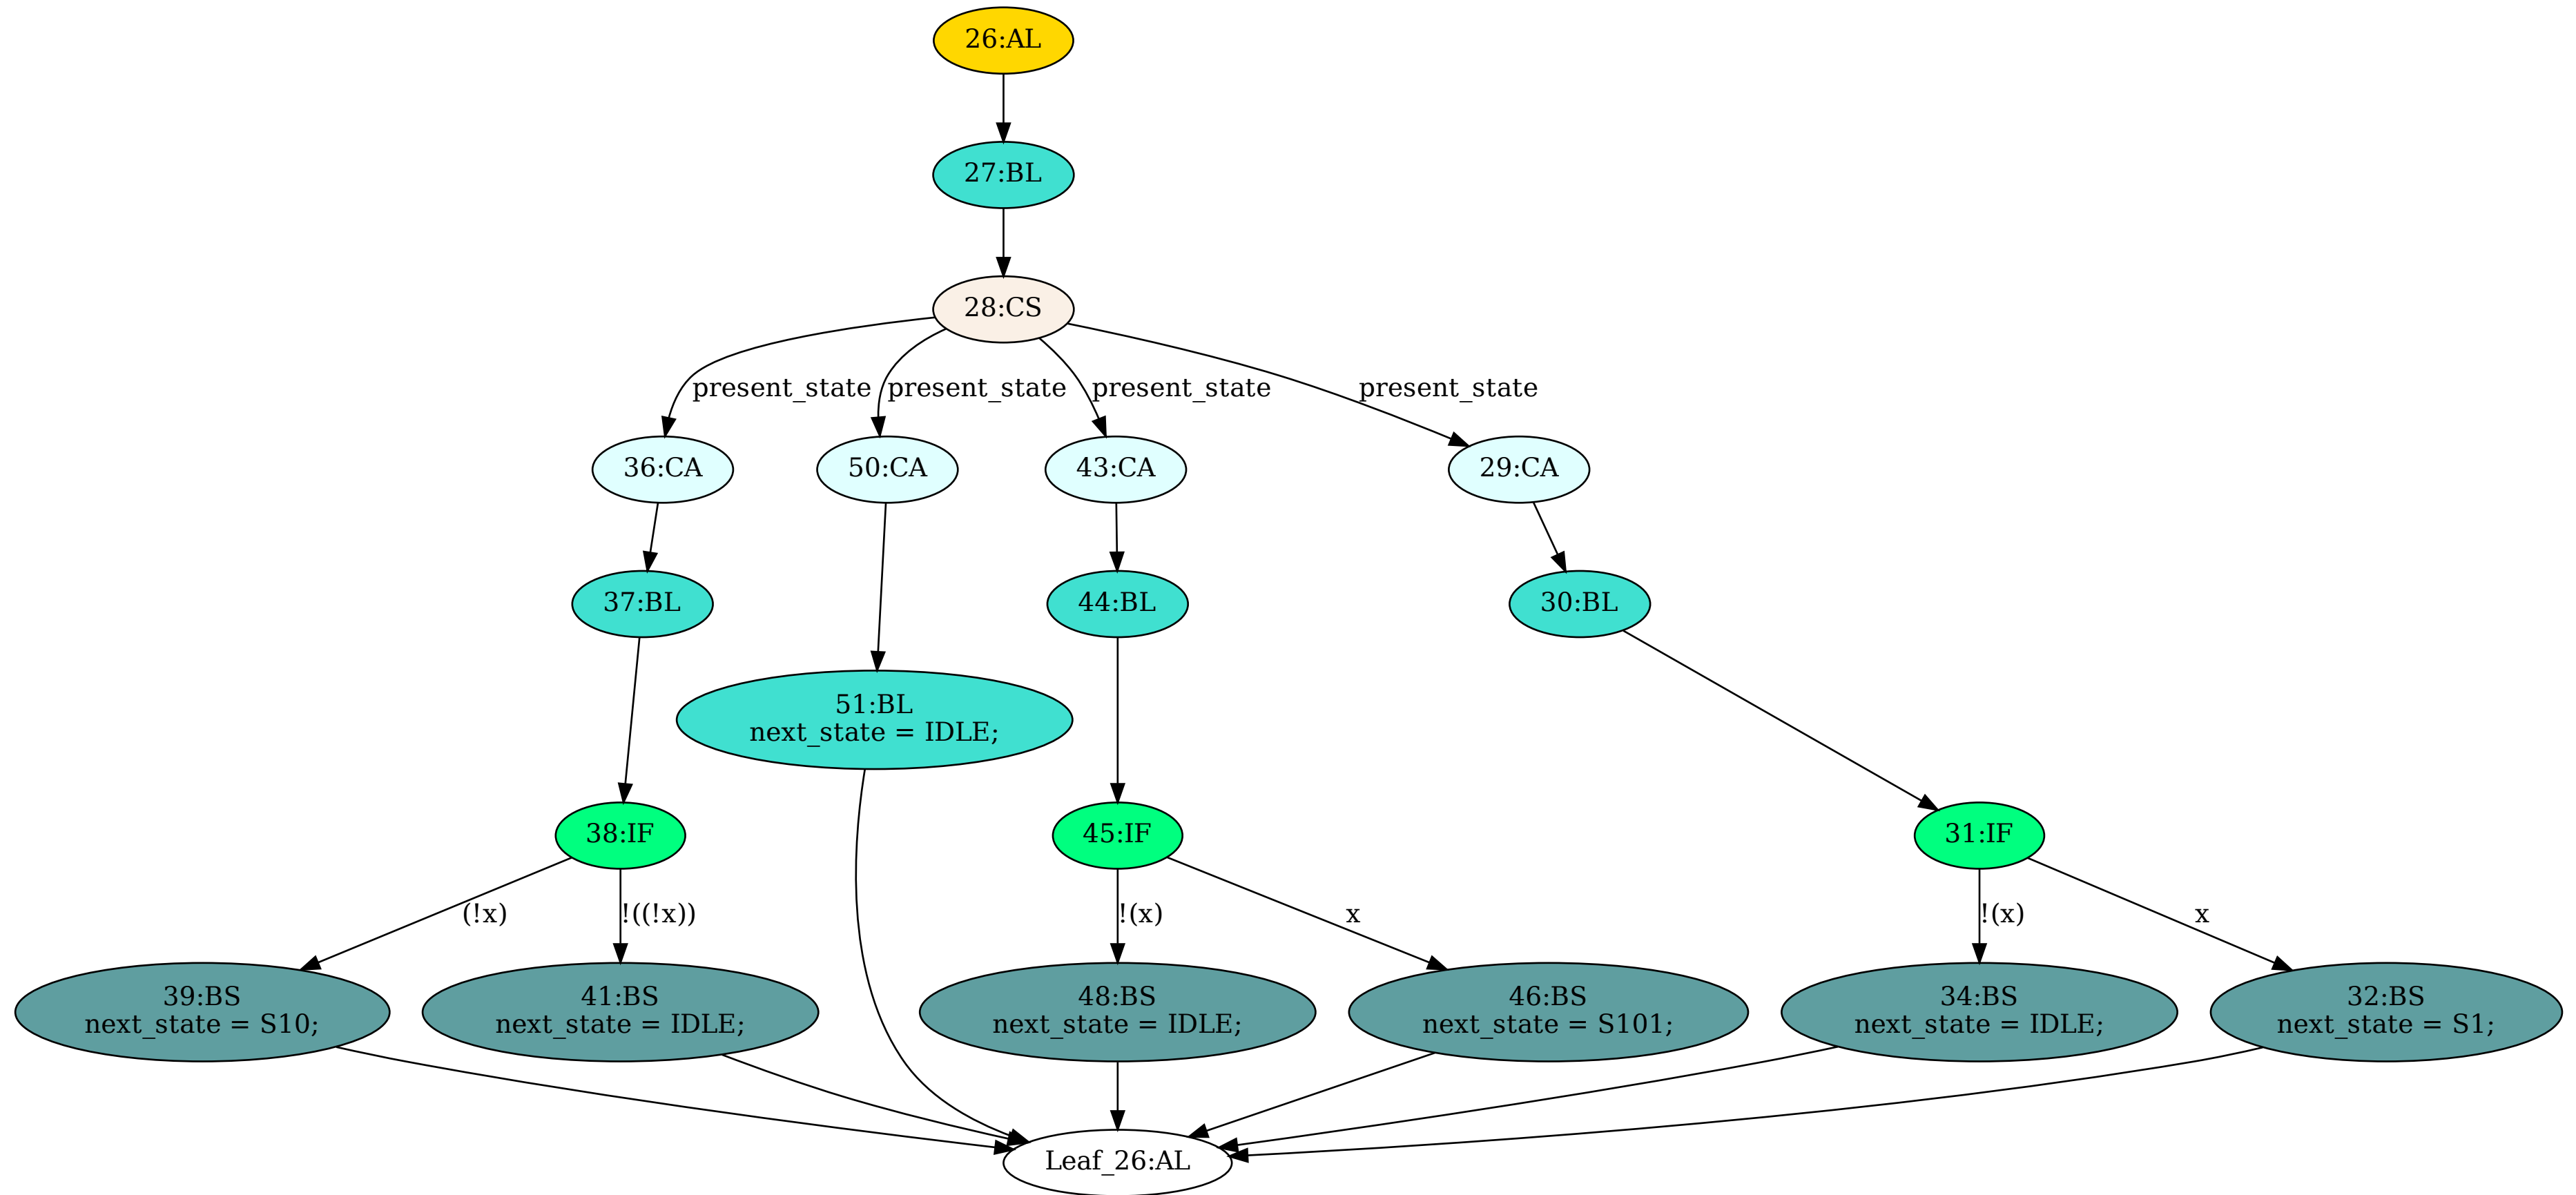 26:AL
27:BL
28:CS
present_state
present_state
present_state
present_state
36:CA
50:CA
43:CA
29:CA
37:BL
44:BL
30:BL
51:BL
next_state = IDLE;
38:IF
45:IF
31:IF
(!x)
!((!x))
!(x)
x
!(x)
x
39:BS
next_state = S10;
41:BS
next_state = IDLE;
48:BS
next_state = IDLE;
46:BS
next_state = S101;
34:BS
next_state = IDLE;
32:BS
next_state = S1;
Leaf_26:AL